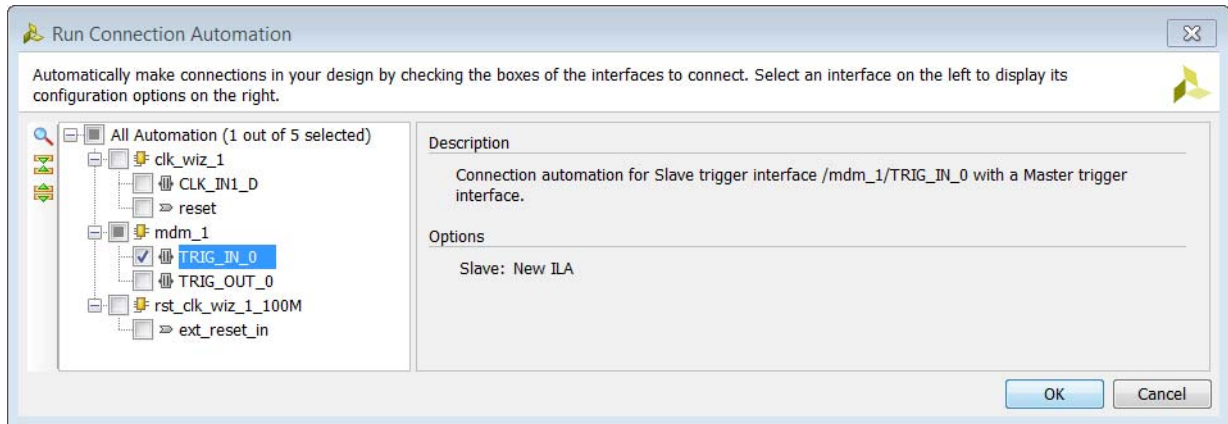 Run Connection Automation
Automatically make connections in your design by checking the boxes of the interfaces to connect. Select an interface on the left to display its
configuration options on the right.
All Automation (1 out of 5 selected)
clk_wiz_1
CLK_IN1_D
reset
mdm_1
TRIG_IN_0
TRIG_OUT_0
rst_clk_wiz_1_100M
ext_reset_in
Description
Connection automation for Slave trigger interface /mdm_1/TRIG_IN_0 with a Master trigger
interface.
Options
Slave: New ILA
OK
Cancel